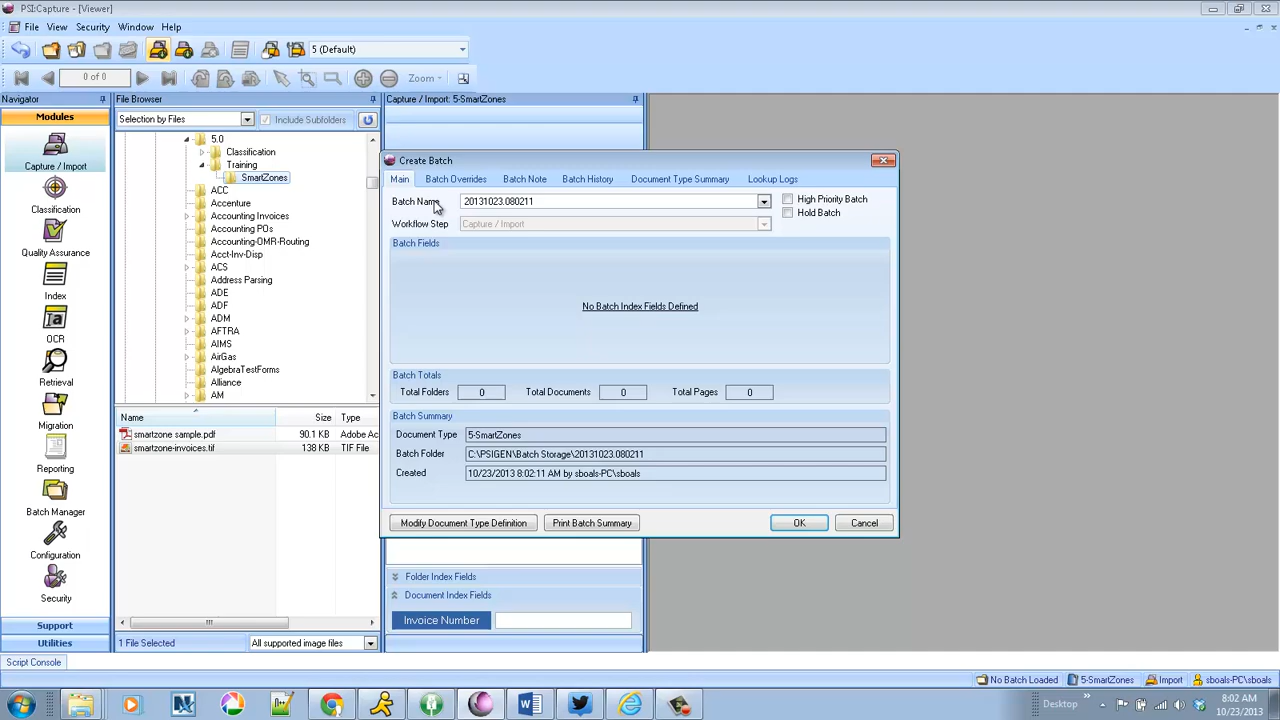 PSI:Capture - [Viewer]
File View Security Window Help
5 (Default)
0 of 0
Zoom
Navigator
Modules
Capture / Import
Classification
Quality Assurance
Index
OCR
Retrieval
Migration
Reporting
Batch Manager
Configuration
Security
Support
Utilities
Script Console
File Browser
Selection by Files
Include Subfolders
5.0
Classification
Training
SmartZones
ACC
Accenture
Accounting Invoices
Accounting POs
Accounting-OMR-Routing
Acct-Inv-Disp
ACS
Address Parsing
ADE
ADF
ADM
AFTRA
AIMS
AirGas
AlgebraTestForms
Alliance
AM
Name Size Type
smartzone sample.pdf 90.1 KB Adobe Ac
smartzone-invoices.tif 138 KB TIF File
1 File Selected All supported image files
Capture / Import: 5-SmartZones
Create Batch
Main Batch Overrides Batch Note Batch History Document Type Summary Lookup Logs
Batch Name 20131023.080211 High Priority Batch
Hold Batch
Workflow Step Capture / Import
Batch Fields
No Batch Index Fields Defined
Batch Totals
Total Folders 0 Total Documents 0 Total Pages 0
Batch Summary
Document Type 5-SmartZones
Batch Folder C:\PSIGEN\Batch Storage\20131023.080211
Created 10/23/2013 8:02:11 AM by sboals-PC\sboals
Modify Document Type Definition Print Batch Summary OK Cancel
Folder Index Fields
Document Index Fields
Invoice Number
No Batch Loaded 5-SmartZones Import sboals-PC\sboals
Desktop
8:02 AM
10/23/2013